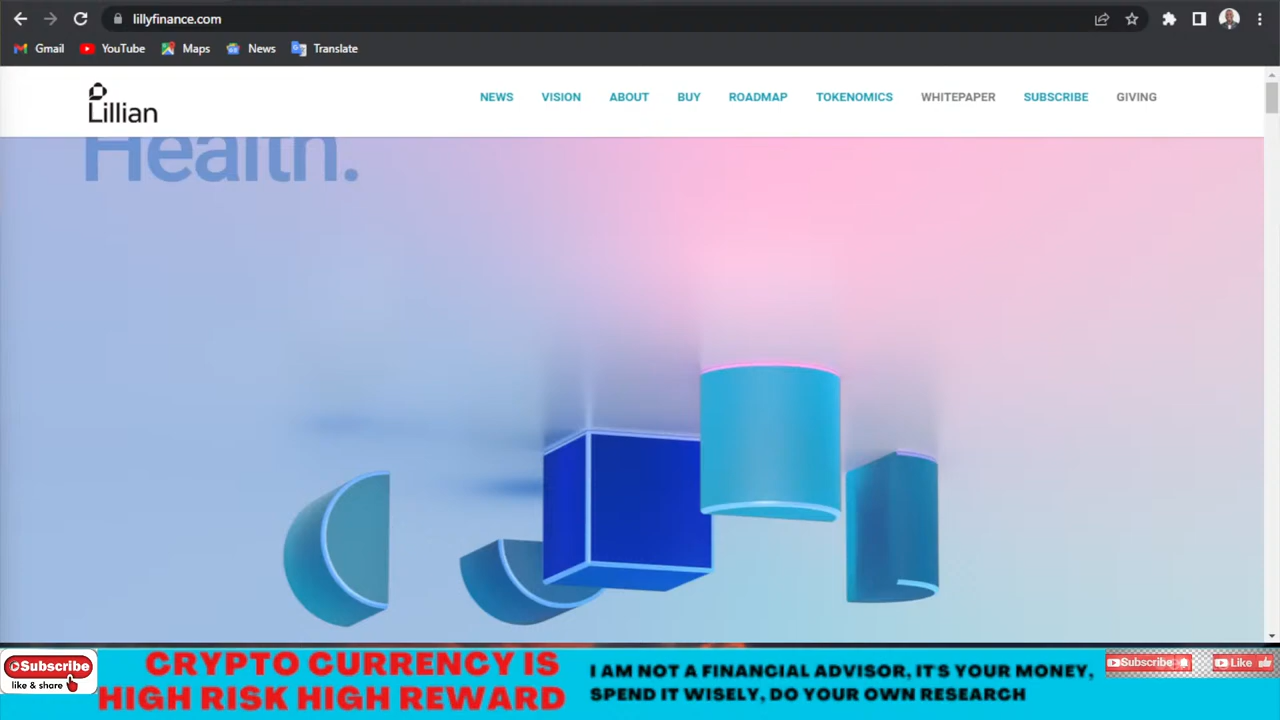 lillyfinance.com
Gmail YouTube Maps News Translate
Lillian
NEWS VISION ABOUT BUY ROADMAP TOKENOMICS WHITEPAPER SUBSCRIBE GIVING
Health.
Subscribe
like & share
CRYPTO CURRENCY IS
HIGH RISK HIGH REWARD
I AM NOT A FINANCIAL ADVISOR, IT'S YOUR MONEY,
SPEND IT WISELY, DO YOUR OWN RESEARCH
Subscribe
Like